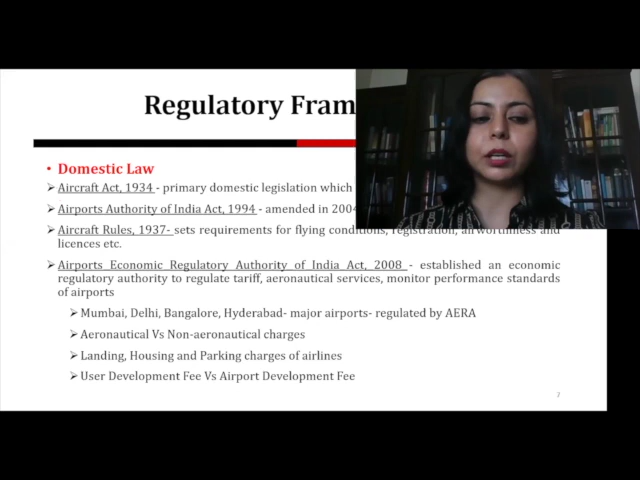 Regulatory Fram
• Domestic Law
➢ Aircraft Act, 1934 - primary domestic legislation which
➢ Airports Authority of India Act, 1994 - amended in 2004
➢ Aircraft Rules, 1937- sets requirements for flying conditions, registration, airworthiness and
licences etc.
➢ Airports Economic Regulatory Authority of India Act, 2008 - established an economic
regulatory authority to regulate tariff, aeronautical services, monitor performance standards
of airports
➢ Mumbai, Delhi, Bangalore, Hyderabad- major airports- regulated by AERA
➢ Aeronautical Vs Non-aeronautical charges
➢ Landing, Housing and Parking charges of airlines
➢ User Development Fee Vs Airport Development Fee
7